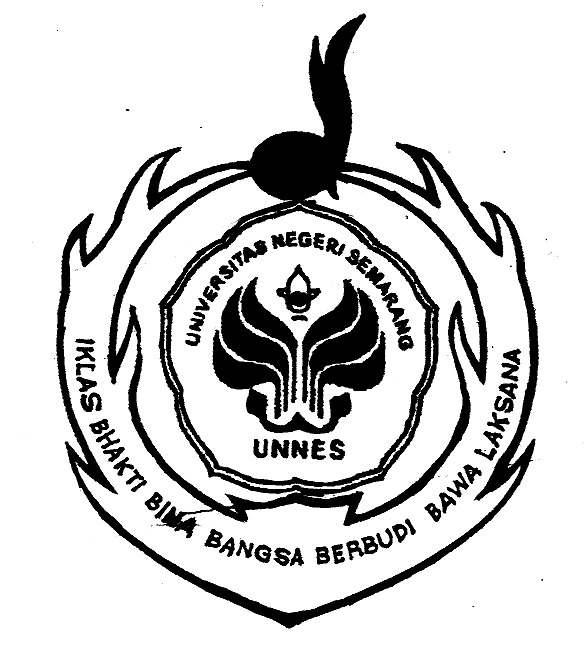 UNIVERSITAS NEGERI SEMARANG
UNNES
IKLAS BHAKTI BINA BANGSA BERBUDI BAWA LAKSANA